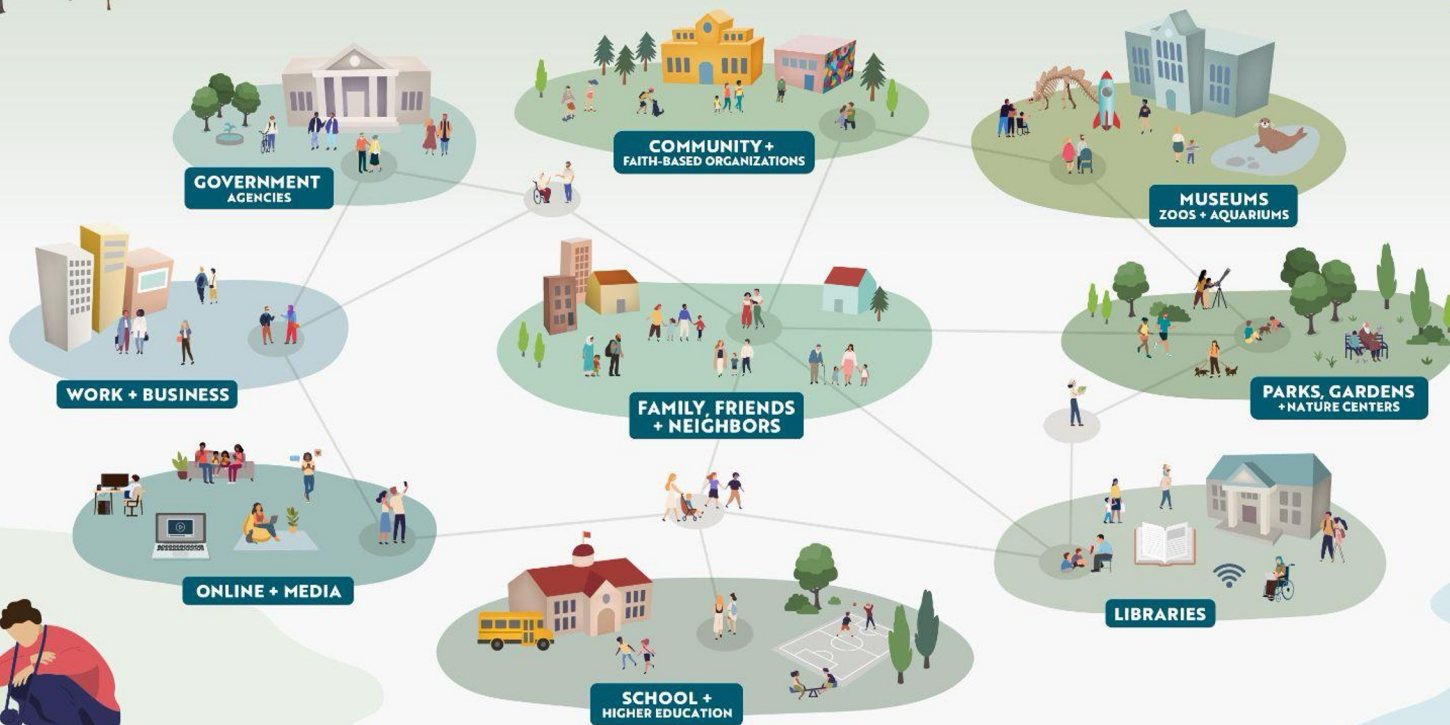 COMMUNITY +
FAITH-BASED ORGANIZATIONS
GOVERNMENT
AGENCIES
MUSEUMS
ZOOS + AQUARIUMS
WORK + BUSINESS
FAMILY, FRIENDS
+ NEIGHBORS
PARKS, GARDENS
+ NATURE CENTERS
ONLINE + MEDIA
LIBRARIES
SCHOOL +
HIGHER EDUCATION